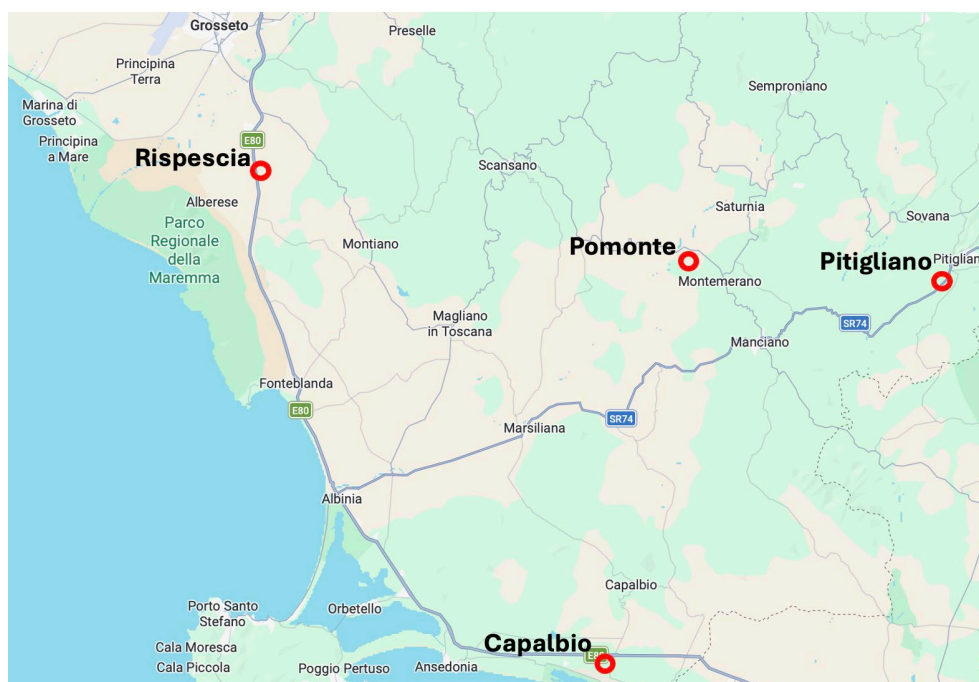 Grosseto
Preselle
Principina
Terra
Semproniano
Marina di
Grosseto
Principina
a Mare
E80
Rispescia
Scansano
Alberese
Saturnia
Sovana
Parco
Regionale
della
Maremma
Montiano
Pomonte
Pitigliano
Pitiglian
Montemerano
Magliano
in Toscana
SR74
Manciano
Fonteblanda
E80
SR74
Marsiliana
Albinia
Capalbio
Porto Santo
Stefano
Orbetello
Cala Moresca
Cala Piccola
Poggio Pertuso
Ansedonia
Capalbio